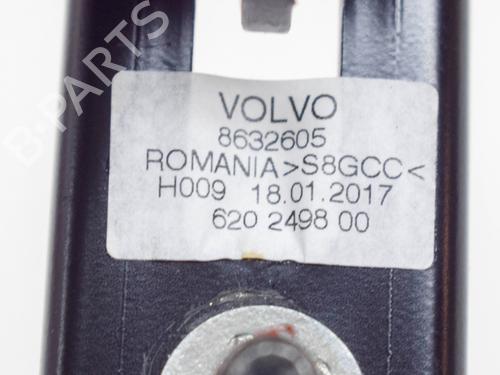 B-PARTS
VOLVO
8632605
ROMANIA>S8GCC<
H009 18.01.2017
620 2498 00